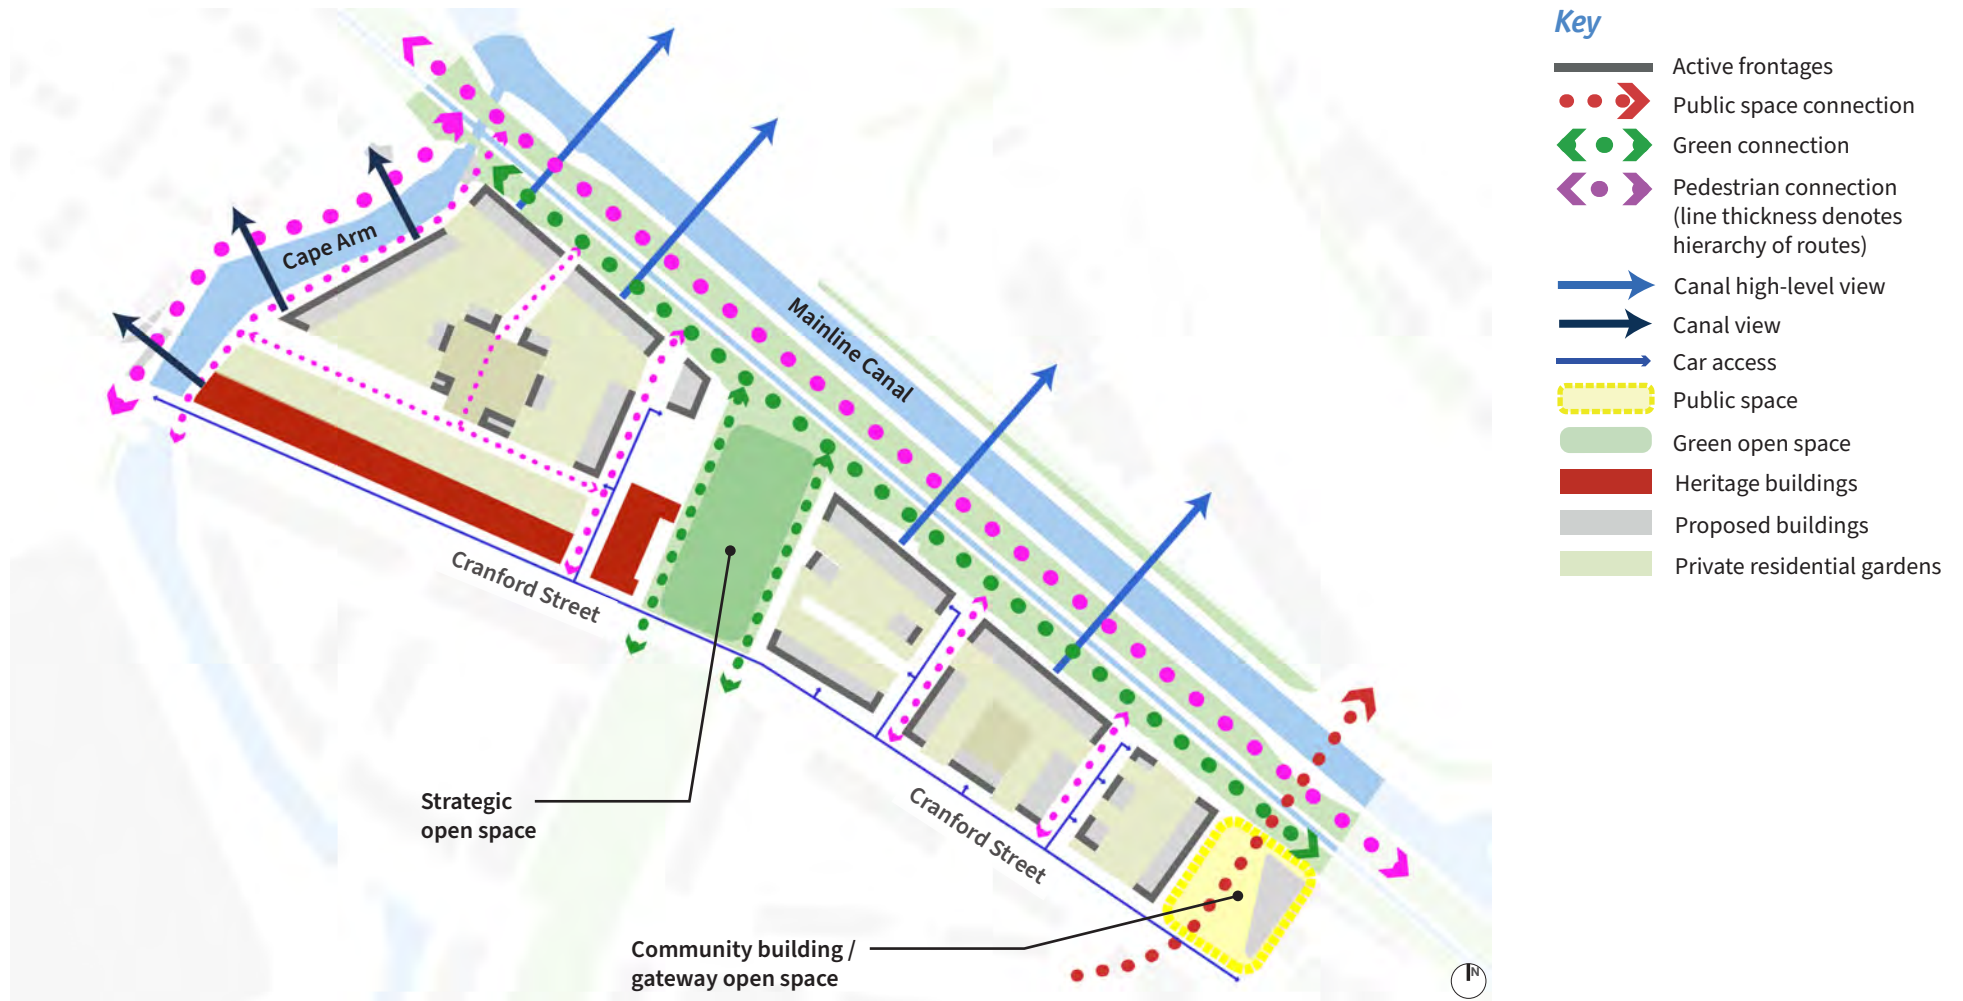 Key
Active frontages
Public space connection
Green connection
Pedestrian connection
(line thickness denotes
hierarchy of routes)
Canal high-level view
Canal view
Car access
Public space
Green open space
Heritage buildings
Proposed buildings
Private residential gardens
Cape Arm
Mainline Canal
Cranford Street
Strategic
open space
Cranford Street
Community building /
gateway open space
N